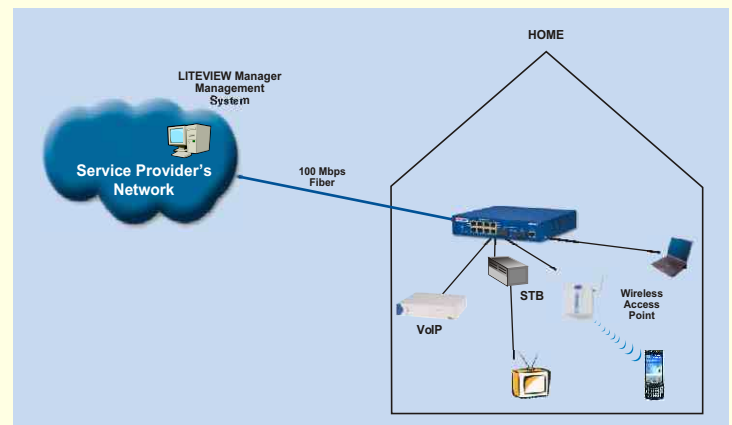 HOME
LITEVIEW Manager
Management
System
Service Provider's
Network
100 Mbps
Fiber
STB
Wireless
Access
Point
VoIP